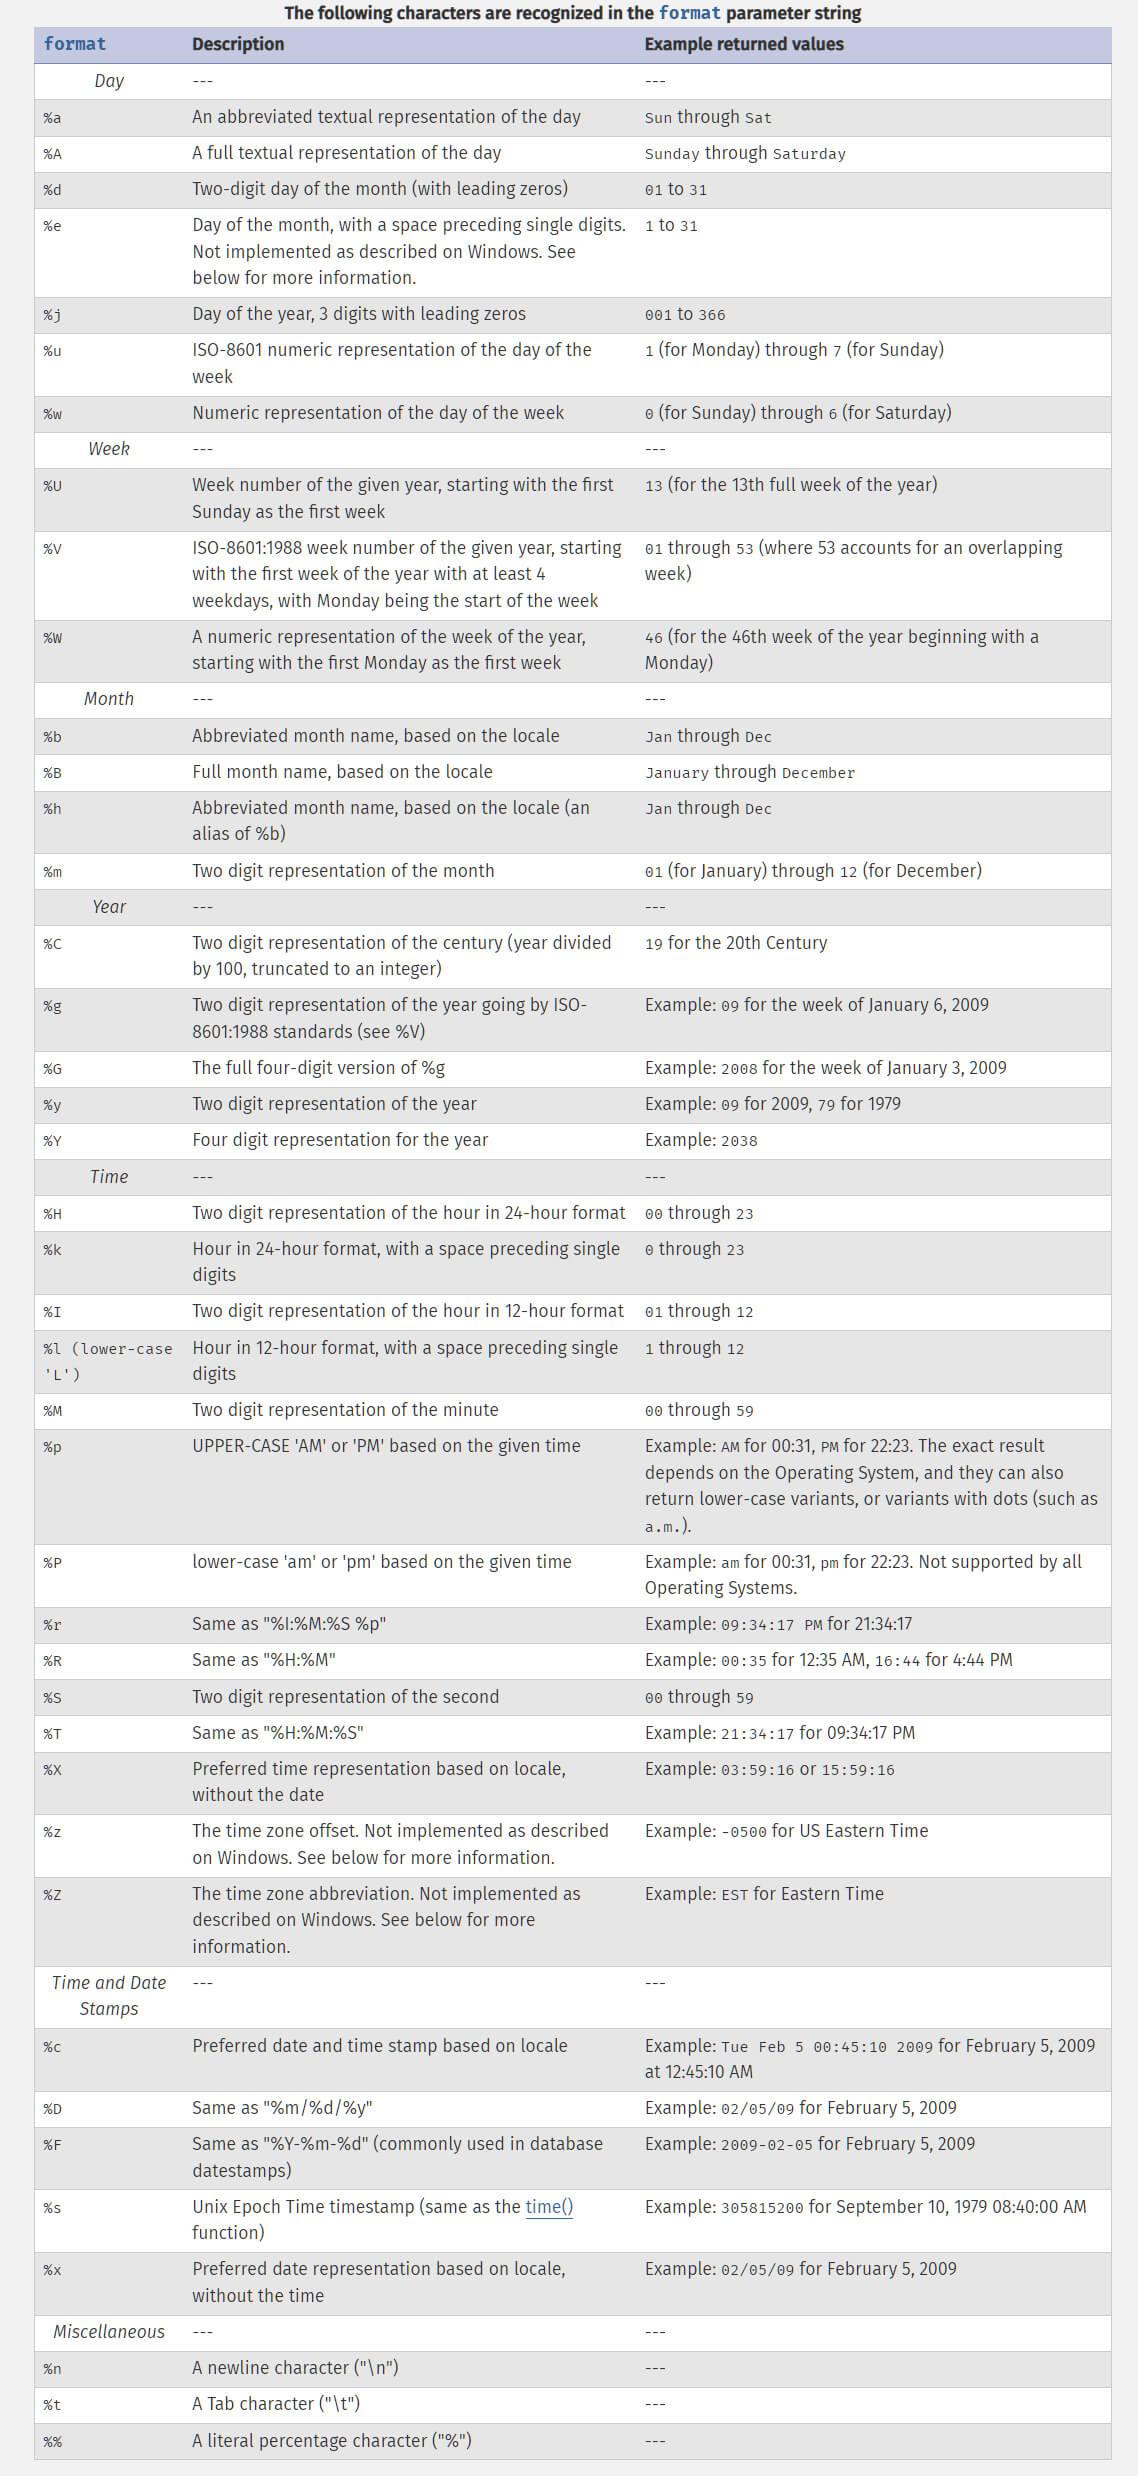 The following characters are recognized in the format parameter string
format Description Example returned values
Day --- ---
%a An abbreviated textual representation of the day Sun through Sat
%A A full textual representation of the day Sunday through Saturday
%d Two-digit day of the month (with leading zeros) 01 to 31
%e Day of the month, with a space preceding single digits. 1 to 31
Not implemented as described on Windows. See
below for more information.
%j Day of the year, 3 digits with leading zeros 001 to 366
%u ISO-8601 numeric representation of the day of the 1 (for Monday) through 7 (for Sunday)
week
%w Numeric representation of the day of the week 0 (for Sunday) through 6 (for Saturday)
Week --- ---
%U Week number of the given year, starting with the first 13 (for the 13th full week of the year)
Sunday as the first week
%V ISO-8601:1988 week number of the given year, starting 01 through 53 (where 53 accounts for an overlapping
with the first week of the year with at least 4 week)
weekdays, with Monday being the start of the week
%W A numeric representation of the week of the year, 46 (for the 46th week of the year beginning with a
starting with the first Monday as the first week Monday)
Month --- ---
%b Abbreviated month name, based on the locale Jan through Dec
%B Full month name, based on the locale January through December
%h Abbreviated month name, based on the locale (an Jan through Dec
alias of %b)
%m Two digit representation of the month 01 (for January) through 12 (for December)
Year --- ---
%C Two digit representation of the century (year divided 19 for the 20th Century
by 100, truncated to an integer)
%g Two digit representation of the year going by ISO- Example: 09 for the week of January 6, 2009
8601:1988 standards (see %V)
%G The full four-digit version of %g Example: 2008 for the week of January 3, 2009
%y Two digit representation of the year Example: 09 for 2009, 79 for 1979
%Y Four digit representation for the year Example: 2038
Time --- ---
%H Two digit representation of the hour in 24-hour format 00 through 23
%k Hour in 24-hour format, with a space preceding single 0 through 23
digits
%I Two digit representation of the hour in 12-hour format 01 through 12
%l (lower-case Hour in 12-hour format, with a space preceding single 1 through 12
'L') digits
%M Two digit representation of the minute 00 through 59
%p UPPER-CASE 'AM' or 'PM' based on the given time Example: AM for 00:31, PM for 22:23. The exact result
depends on the Operating System, and they can also
return lower-case variants, or variants with dots (such as
a.m.).
%P lower-case 'am' or 'pm' based on the given time Example: am for 00:31, pm for 22:23. Not supported by all
Operating Systems.
%r Same as "%I:%M:%S %p" Example: 09:34:17 PM for 21:34:17
%R Same as "%H:%M" Example: 00:35 for 12:35 AM, 16:44 for 4:44 PM
%S Two digit representation of the second 00 through 59
%T Same as "%H:%M:%S" Example: 21:34:17 for 09:34:17 PM
%X Preferred time representation based on locale, Example: 03:59:16 or 15:59:16
without the date
%z The time zone offset. Not implemented as described Example: -0500 for US Eastern Time
on Windows. See below for more information.
%Z The time zone abbreviation. Not implemented as Example: EST for Eastern Time
described on Windows. See below for more
information.
Time and Date --- ---
Stamps
%c Preferred date and time stamp based on locale Example: Tue Feb 5 00:45:10 2009 for February 5, 2009
at 12:45:10 AM
%D Same as "%m/%d/%y" Example: 02/05/09 for February 5, 2009
%F Same as "%Y-%m-%d" (commonly used in database Example: 2009-02-05 for February 5, 2009
datestamps)
%s Unix Epoch Time timestamp (same as the time() Example: 305815200 for September 10, 1979 08:40:00 AM
function)
%x Preferred date representation based on locale, Example: 02/05/09 for February 5, 2009
without the time
Miscellaneous --- ---
%n A newline character ("\n") ---
%t A Tab character ("\t") ---
%% A literal percentage character ("%") ---